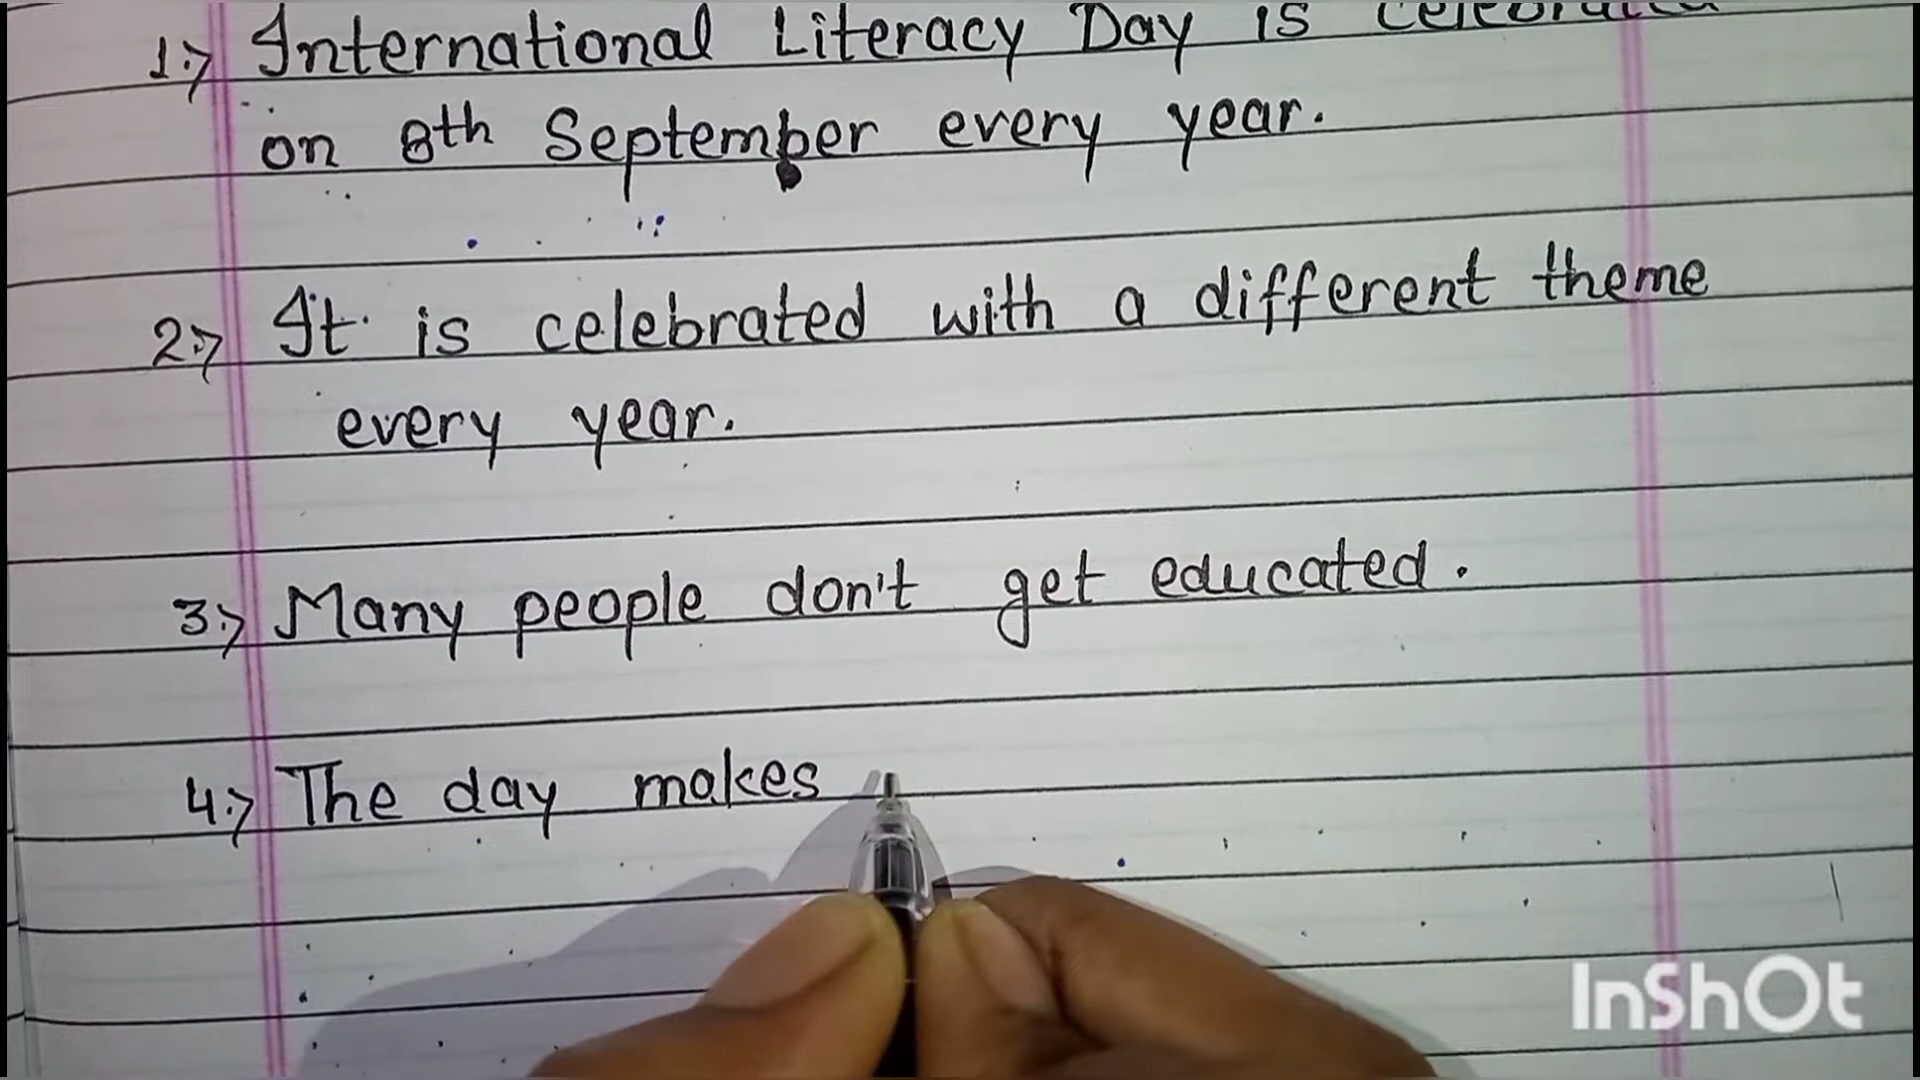 1:> International Literacy Day is celebrated
on 8th September every year.
2:> It is celebrated with a different theme
every year.
3:> Many people don't get educated.
4:> The day makes
InShOt